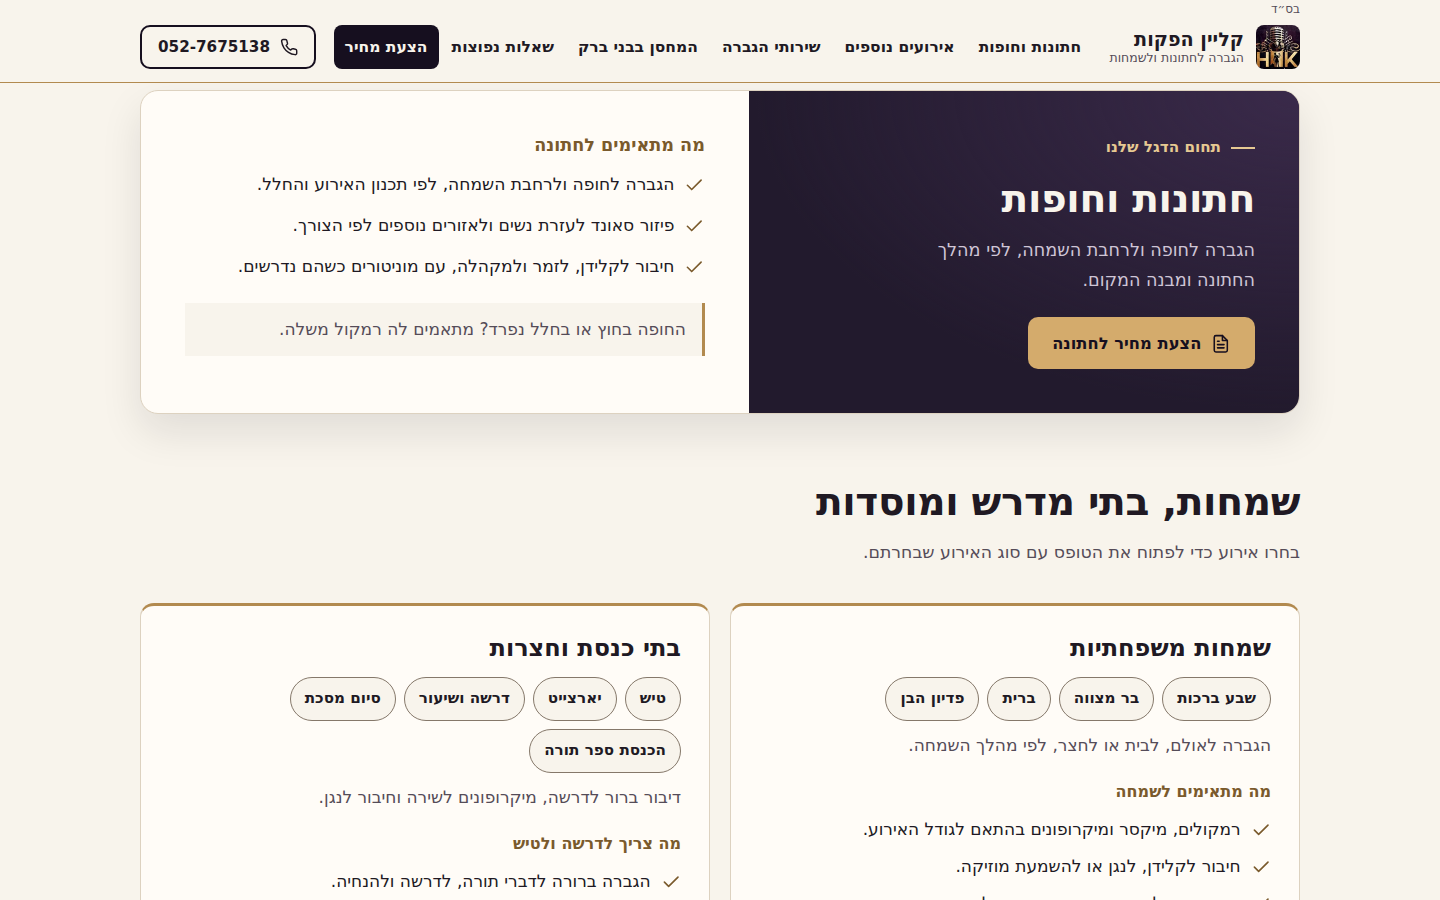 בס״ד
קליין הפקות
הגברה לחתונות ולשמחות
חתונות וחופות
אירועים נוספים
שירותי הגברה
המחסן בבני ברק
שאלות נפוצות
הצעת מחיר
052-7675138
תחום הדגל שלנו
חתונות וחופות
הגברה לחופה ולרחבת השמחה, לפי מהלך
החתונה ומבנה המקום.
הצעת מחיר לחתונה
מה מתאימים לחתונה
הגברה לחופה ולרחבת השמחה, לפי תכנון האירוע והחלל.
פיזור סאונד לעזרת נשים ולאזורים נוספים לפי הצורך.
חיבור לקלידן, לזמר ולמקהלה, עם מוניטורים כשהם נדרשים.
החופה בחוץ או בחלל נפרד? מתאימים לה רמקול משלה.
שמחות, בתי מדרש ומוסדות
בחרו אירוע כדי לפתוח את הטופס עם סוג האירוע שבחרתם.
שמחות משפחתיות
שבע ברכות
בר מצווה
ברית
פדיון הבן
הגברה לאולם, לבית או לחצר, לפי מהלך השמחה.
מה מתאימים לשמחה
רמקולים, מיקסר ומיקרופונים בהתאם לגודל האירוע.
חיבור לקלידן, לנגן או להשמעת מוזיקה.
בתי כנסת וחצרות
טיש
יארצייט
דרשה ושיעור
סיום מסכת
הכנסת ספר תורה
דיבור ברור לדרשה, מיקרופונים לשירה וחיבור לנגן.
מה צריך לדרשה ולטיש
הגברה ברורה לדברי תורה, לדרשה ולהנחיה.